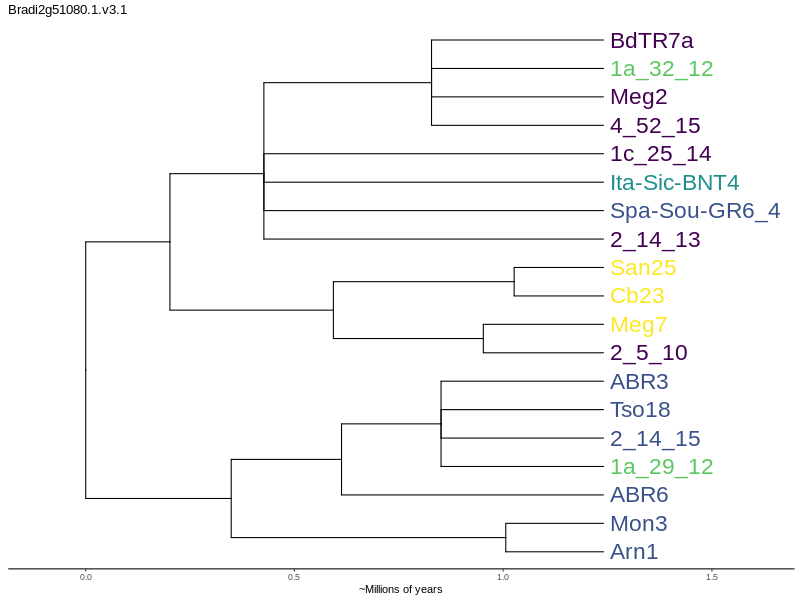 Bradi2g51080.1.v3.1
BdTR7a
1a_32_12
Meg2
4_52_15
1c_25_14
Ita-Sic-BNT4
Spa-Sou-GR6_4
2_14_13
San25
Cb23
Meg7
2_5_10
ABR3
Tso18
2_14_15
1a_29_12
ABR6
Mon3
Arn1
0.0 0.5 1.0 1.5
~Millions of years